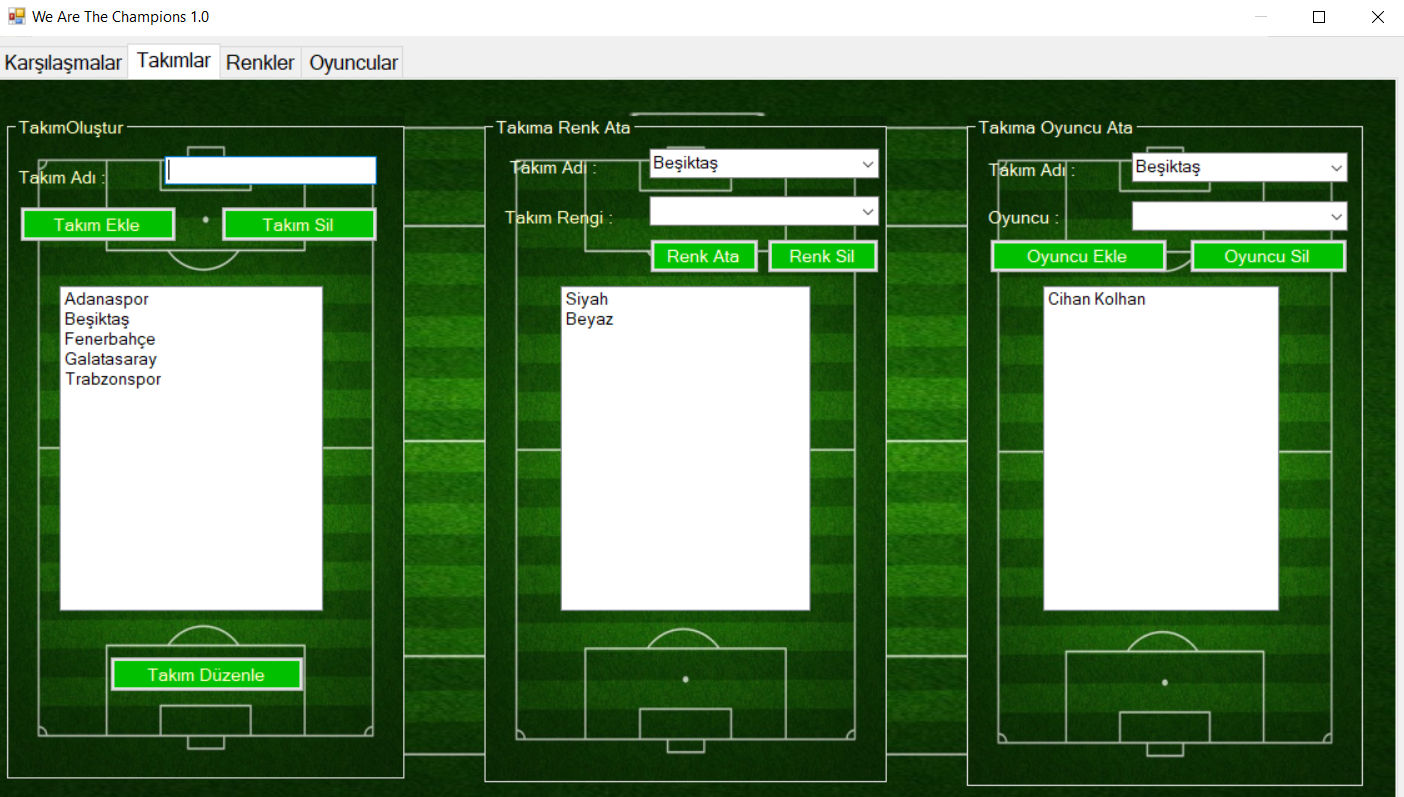 We Are The Champions 1.0
Karşılaşmalar Takımlar Renkler Oyuncular
TakımOluştur
Takım Adı :
Takım Ekle Takım Sil
Adanaspor
Beşiktaş
Fenerbahçe
Galatasaray
Trabzonspor
Takım Düzenle
Takıma Renk Ata
Takım Adı : Beşiktaş
Takım Rengi :
Renk Ata Renk Sil
Siyah
Beyaz
Takıma Oyuncu Ata
Takım Adı : Beşiktaş
Oyuncu :
Oyuncu Ekle Oyuncu Sil
Cihan Kolhan